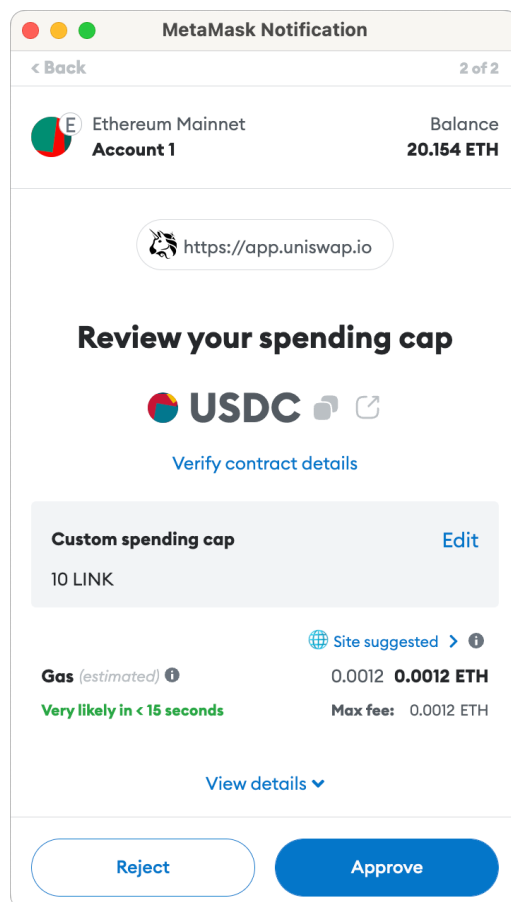 MetaMask Notification
< Back 2 of 2
E Ethereum Mainnet Balance
Account 1 20.154 ETH
https://app.uniswap.io
Review your spending cap
USDC
Verify contract details
Custom spending cap Edit
10 LINK
Site suggested >
Gas (estimated) 0.0012 0.0012 ETH
Very likely in < 15 seconds Max fee: 0.0012 ETH
View details
Reject Approve